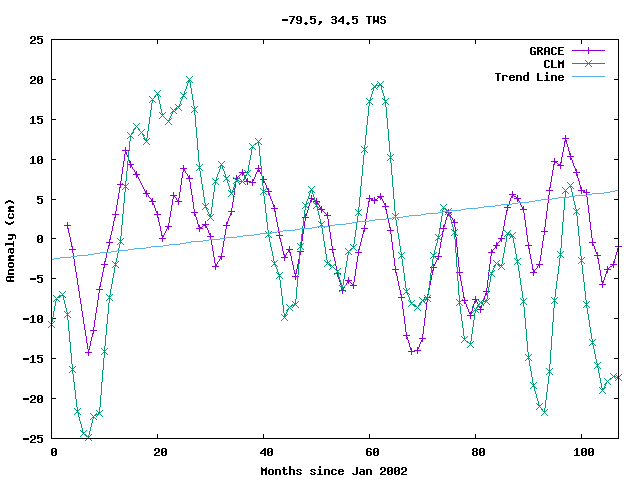 -79.5, 34.5 TWS
GRACE
CLM
Trend Line
25
20
15
10
5
0
-5
-10
-15
-20
-25
Anomaly (cm)
0 20 40 60 80 100
Months since Jan 2002